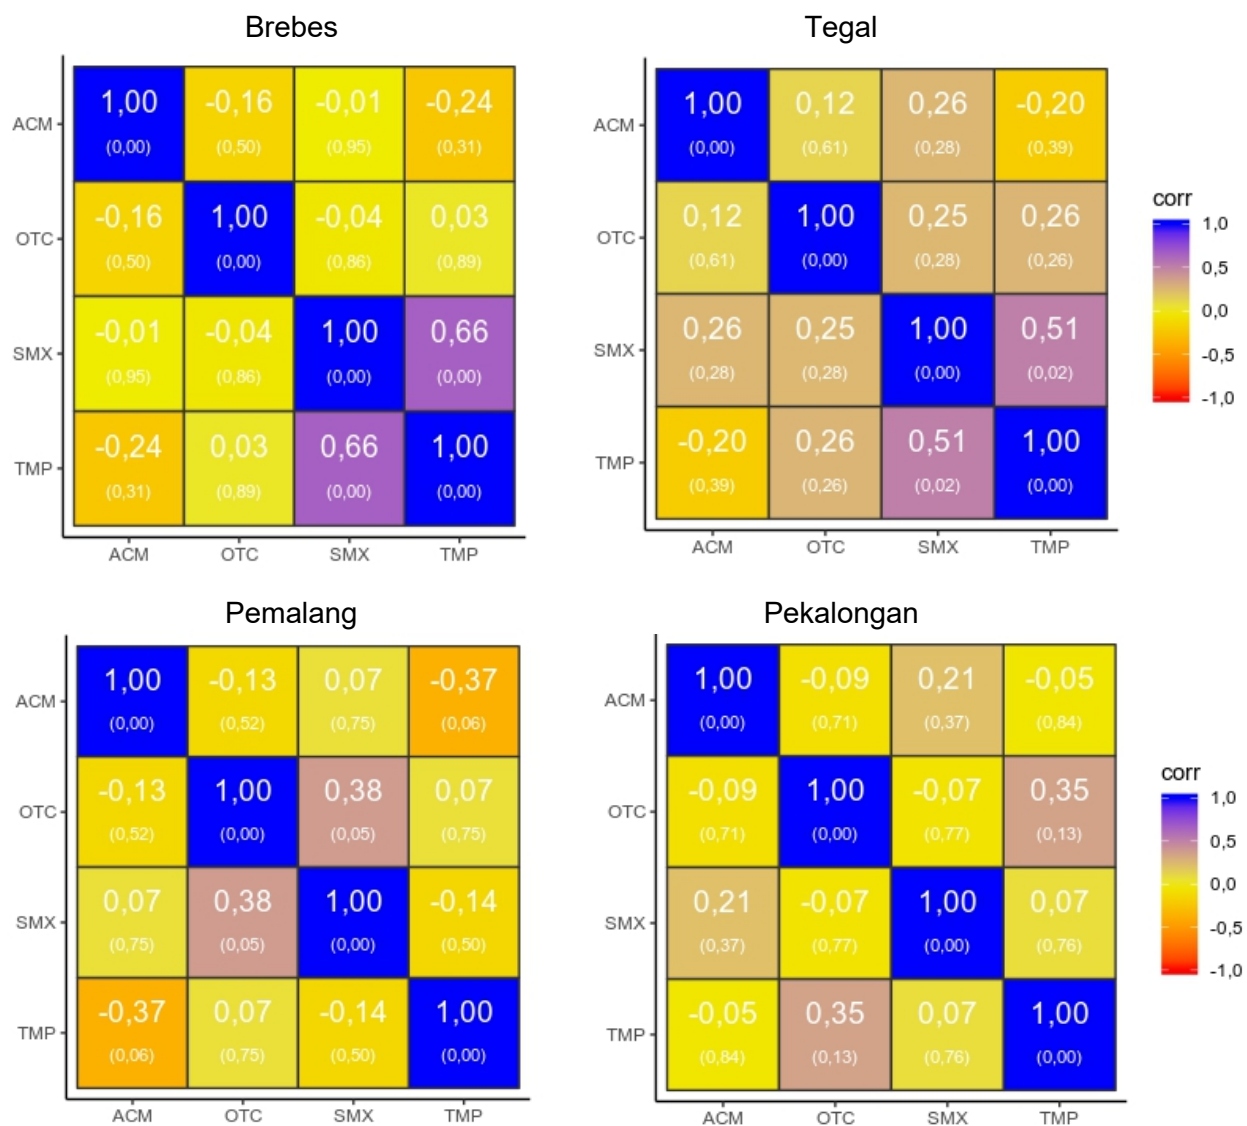 Brebes
Tegal
ACM 1,00 -0,16 -0,01 -0,24
(0,00) (0,50) (0,95) (0,31)
OTC -0,16 1,00 -0,04 0,03
(0,50) (0,00) (0,86) (0,89)
SMX -0,01 -0,04 1,00 0,66
(0,95) (0,86) (0,00) (0,00)
TMP -0,24 0,03 0,66 1,00
(0,31) (0,89) (0,00) (0,00)
ACM OTC SMX TMP
ACM 1,00 0,12 0,26 -0,20
(0,00) (0,61) (0,28) (0,39)
OTC 0,12 1,00 0,25 0,26
(0,61) (0,00) (0,28) (0,26)
SMX 0,26 0,25 1,00 0,51
(0,28) (0,28) (0,00) (0,02)
TMP -0,20 0,26 0,51 1,00
(0,39) (0,26) (0,02) (0,00)
ACM OTC SMX TMP
corr
1,0
0,5
0,0
-0,5
-1,0
Pemalang
Pekalongan
ACM 1,00 -0,13 0,07 -0,37
(0,00) (0,52) (0,75) (0,06)
OTC -0,13 1,00 0,38 0,07
(0,52) (0,00) (0,05) (0,75)
SMX 0,07 0,38 1,00 -0,14
(0,75) (0,05) (0,00) (0,50)
TMP -0,37 0,07 -0,14 1,00
(0,06) (0,75) (0,50) (0,00)
ACM OTC SMX TMP
ACM 1,00 -0,09 0,21 -0,05
(0,00) (0,71) (0,37) (0,84)
OTC -0,09 1,00 -0,07 0,35
(0,71) (0,00) (0,77) (0,13)
SMX 0,21 -0,07 1,00 0,07
(0,37) (0,77) (0,00) (0,76)
TMP -0,05 0,35 0,07 1,00
(0,84) (0,13) (0,76) (0,00)
ACM OTC SMX TMP
corr
1,0
0,5
0,0
-0,5
-1,0